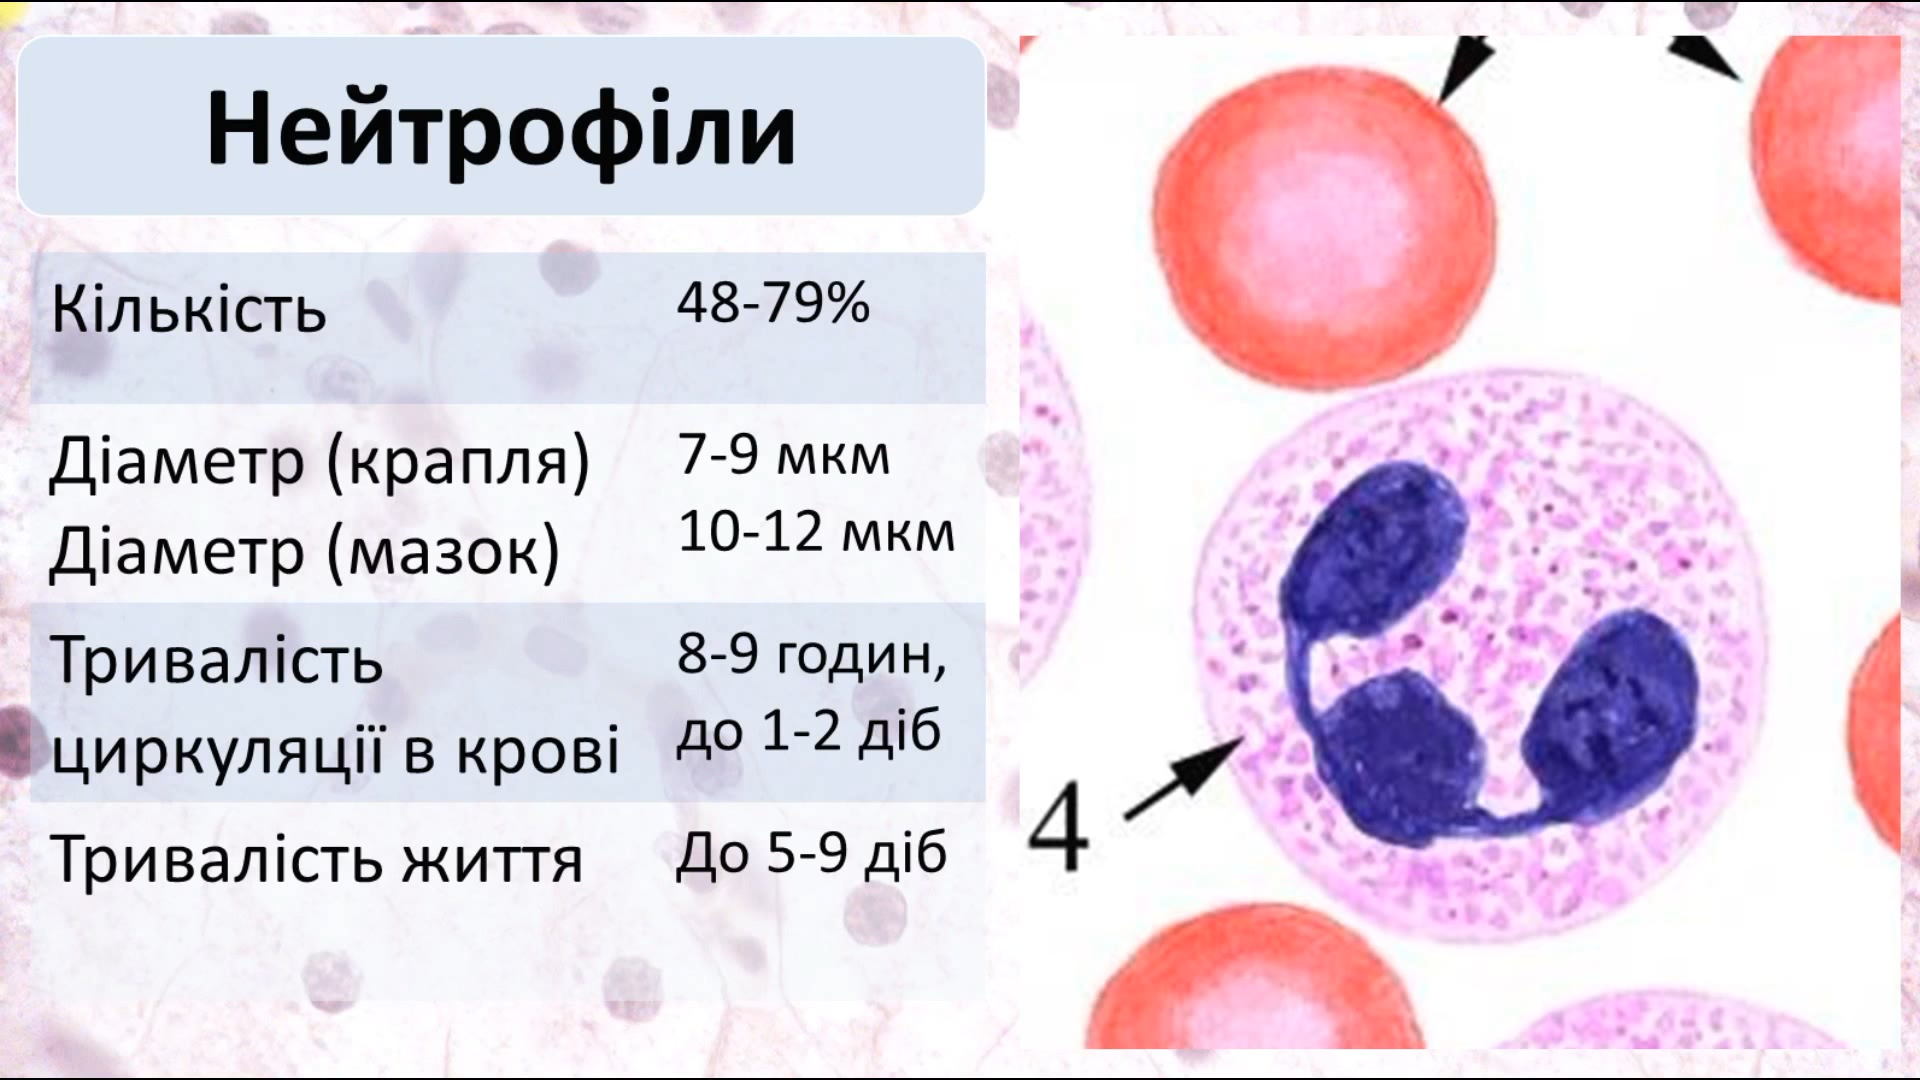 Нейтрофіли
Кількість 48-79%
Діаметр (крапля) 7-9 мкм
Діаметр (мазок) 10-12 мкм
Тривалість 8-9 годин,
циркуляції в крові до 1-2 діб
Тривалість життя До 5-9 діб
4